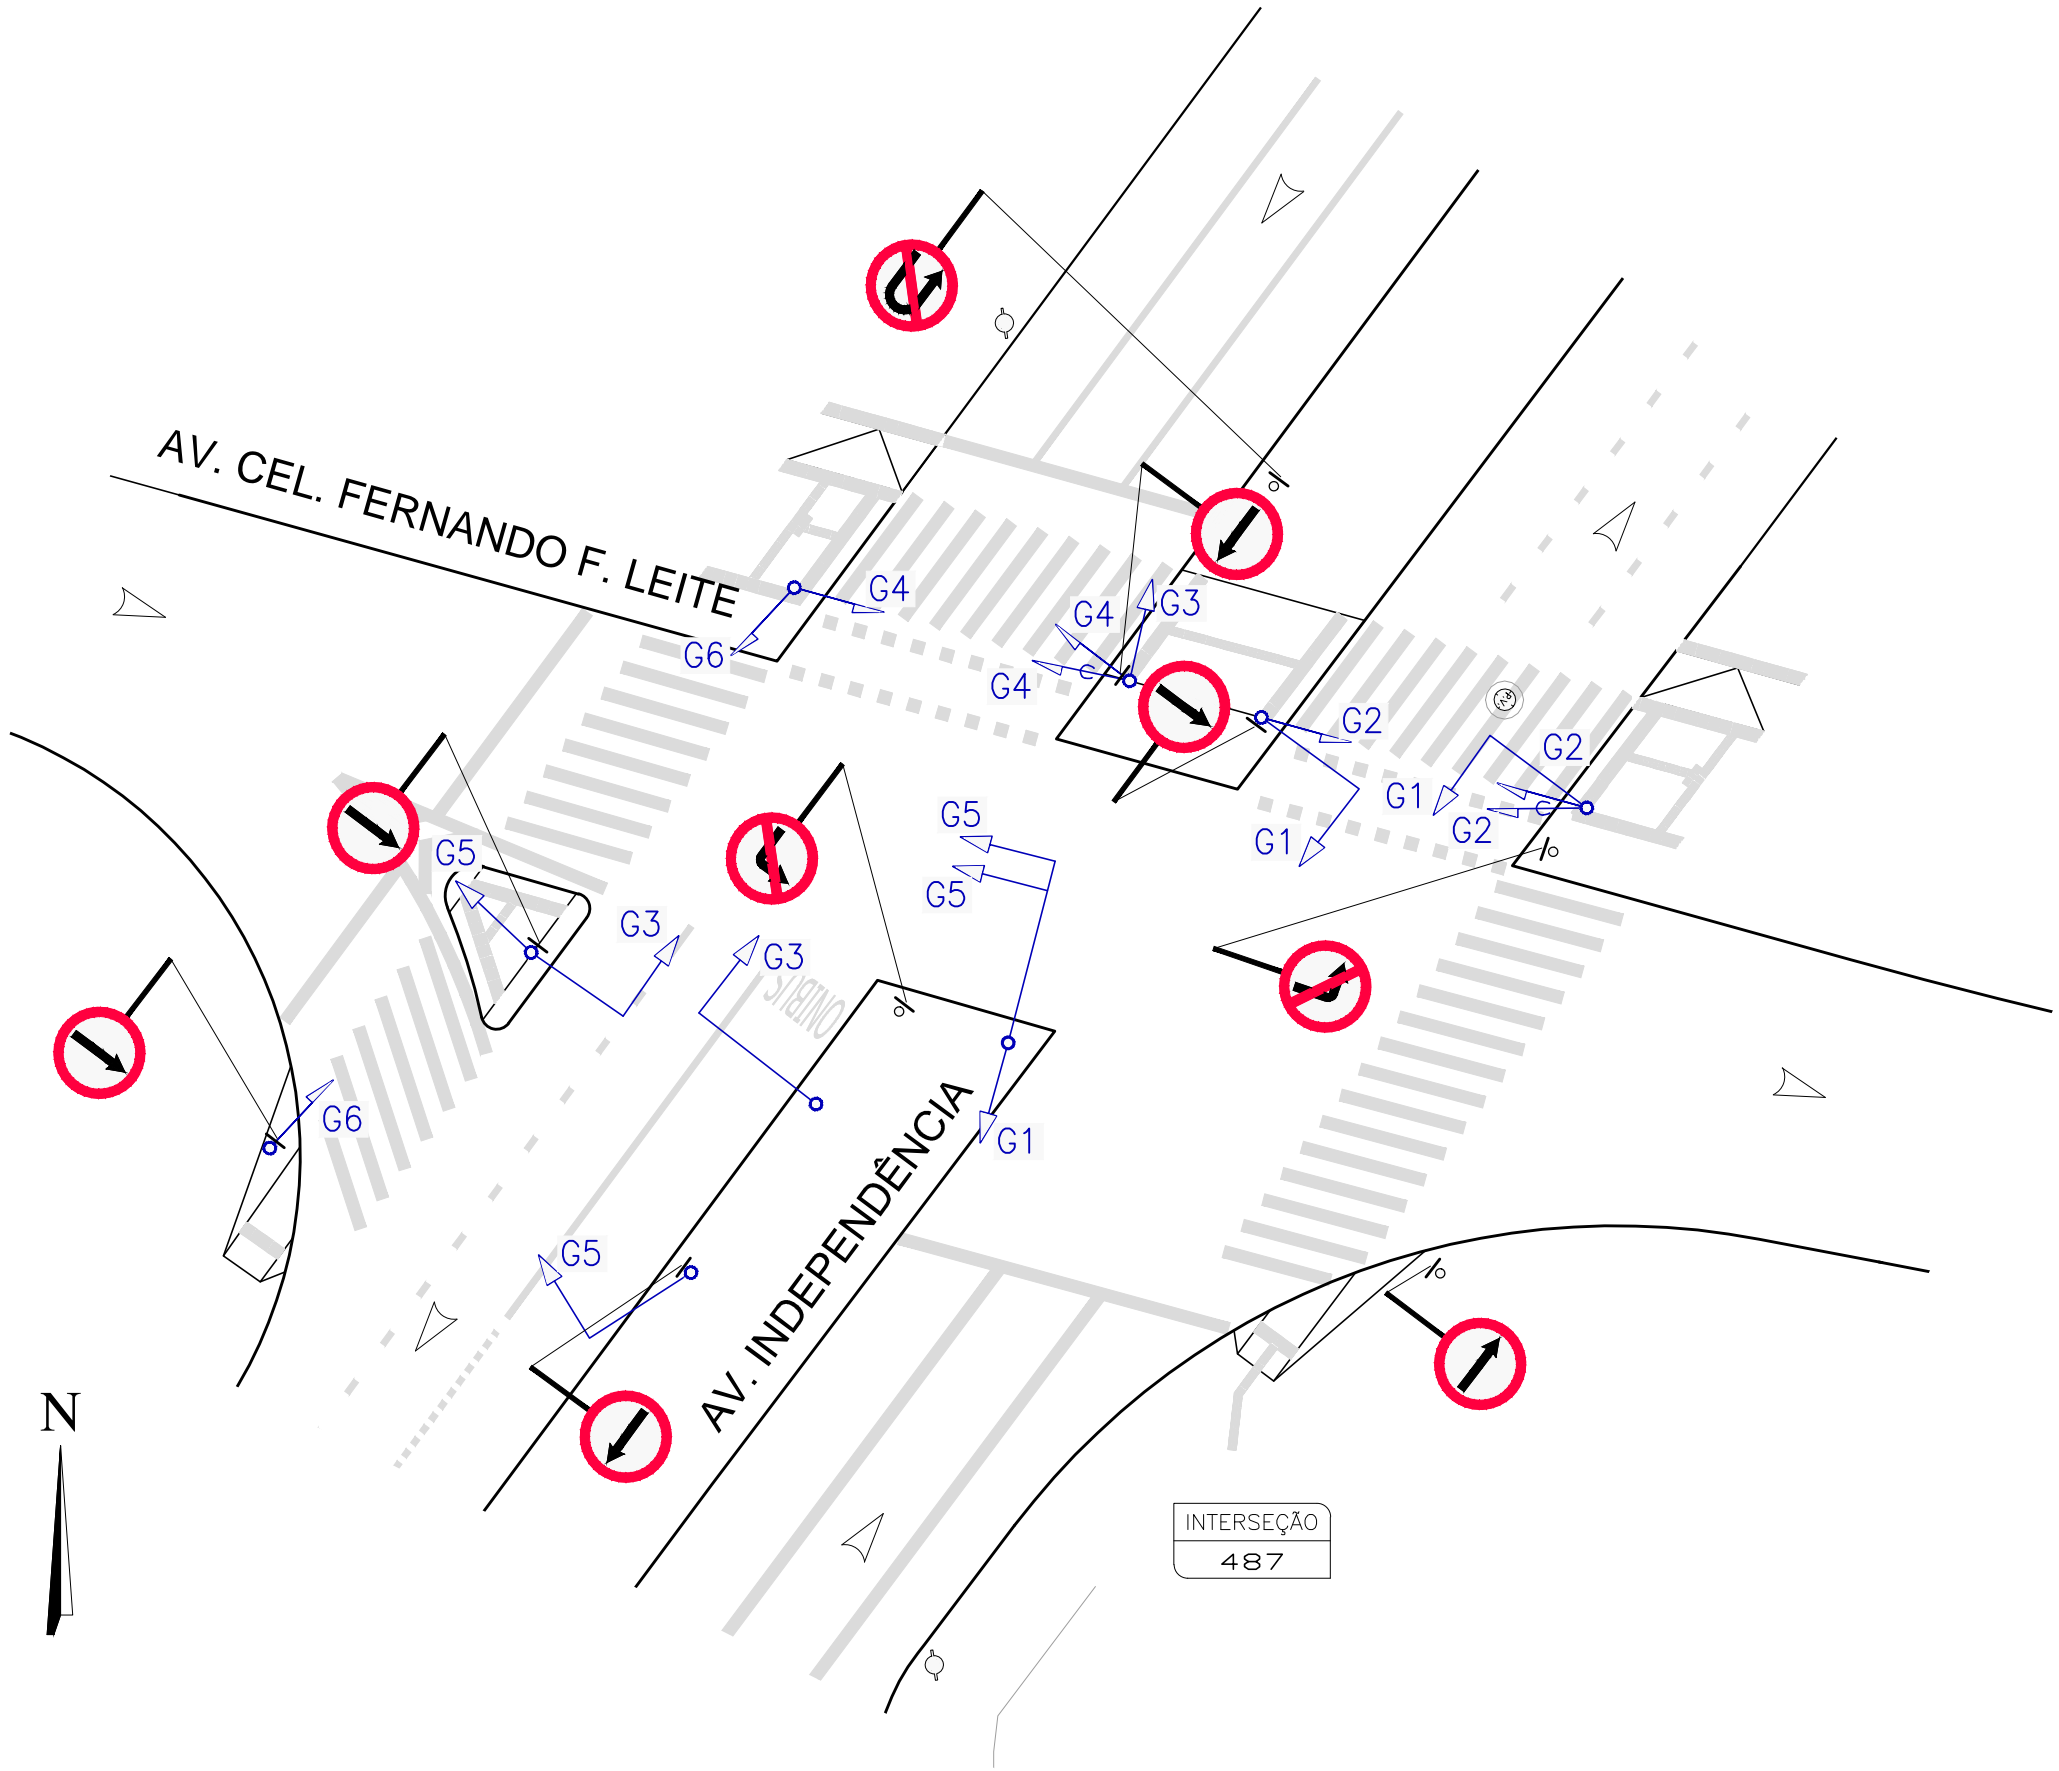 AV. CEL. FERNANDO F. LEITE
G4
G3
G4
G6
G4
G2
G2
G1
G2
G1
G5
G5
G5
G3
G3
ÔNIBUS
G6
G1
AV. INDEPENDÊNCIA
G5
N
INTERSEÇÃO
487